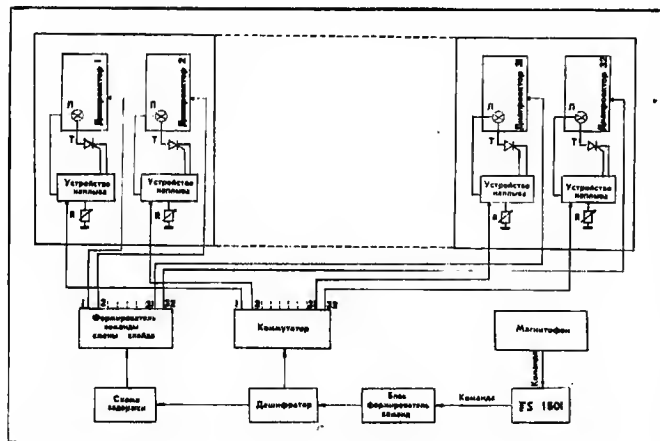 Диапроектор 1
Диапроектор 2
Диапроектор 31
Диапроектор 32
Л
Л
Л
Л
Т
Т
Т
Т
Устройство наплыва
Устройство наплыва
Устройство наплыва
Устройство наплыва
R
R
R
R
1 2 31 32
1 2 31 32
Формирователь
команды
смены слайда
Коммутатор
Магнитофон
Команда
Схема
задержки
Дешифратор
Блок
формирователь
команд
Команда
FS 1501